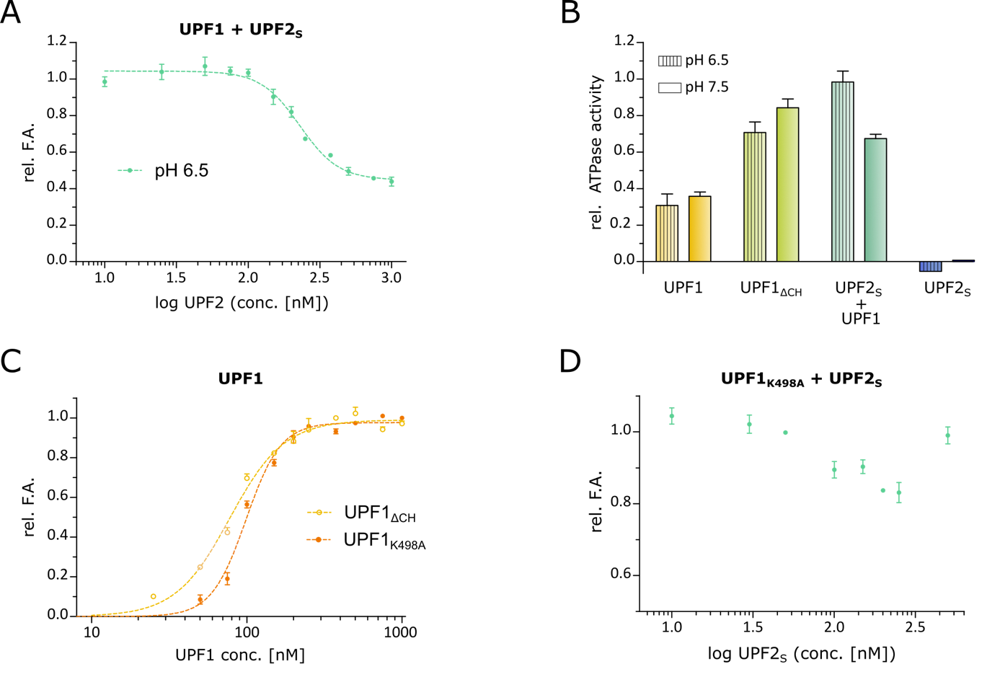 A
UPF1 + UPF2S
1.2
1.0
0.8
0.6
0.4
0.2
0.0
rel. F.A.
pH 6.5
1.0 1.5 2.0 2.5 3.0
log UPF2 (conc. [nM])
B
1.2
1.0
0.8
0.6
0.4
0.2
0.0
rel. ATPase activity
pH 6.5
pH 7.5
UPF1 UPF1ΔCH UPF2S UPF2S
+
UPF1
C
UPF1
1.0
0.8
0.6
0.4
0.2
0.0
rel. F.A.
UPF1ΔCH
UPF1K498A
10 100 1000
UPF1 conc. [nM]
D
UPF1K498A + UPF2S
1.0
0.8
0.6
rel. F.A.
1.0 1.5 2.0 2.5
log UPF2S (conc. [nM])